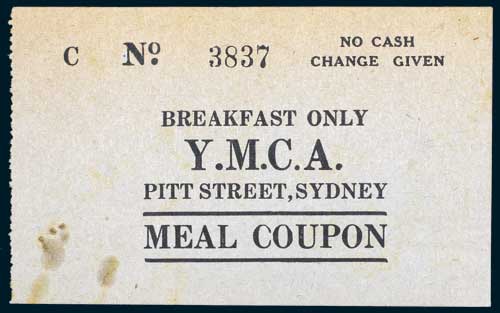 C Nº. 3837 NO CASH
CHANGE GIVEN
BREAKFAST ONLY
Y.M.C.A.
PITT STREET, SYDNEY
MEAL COUPON